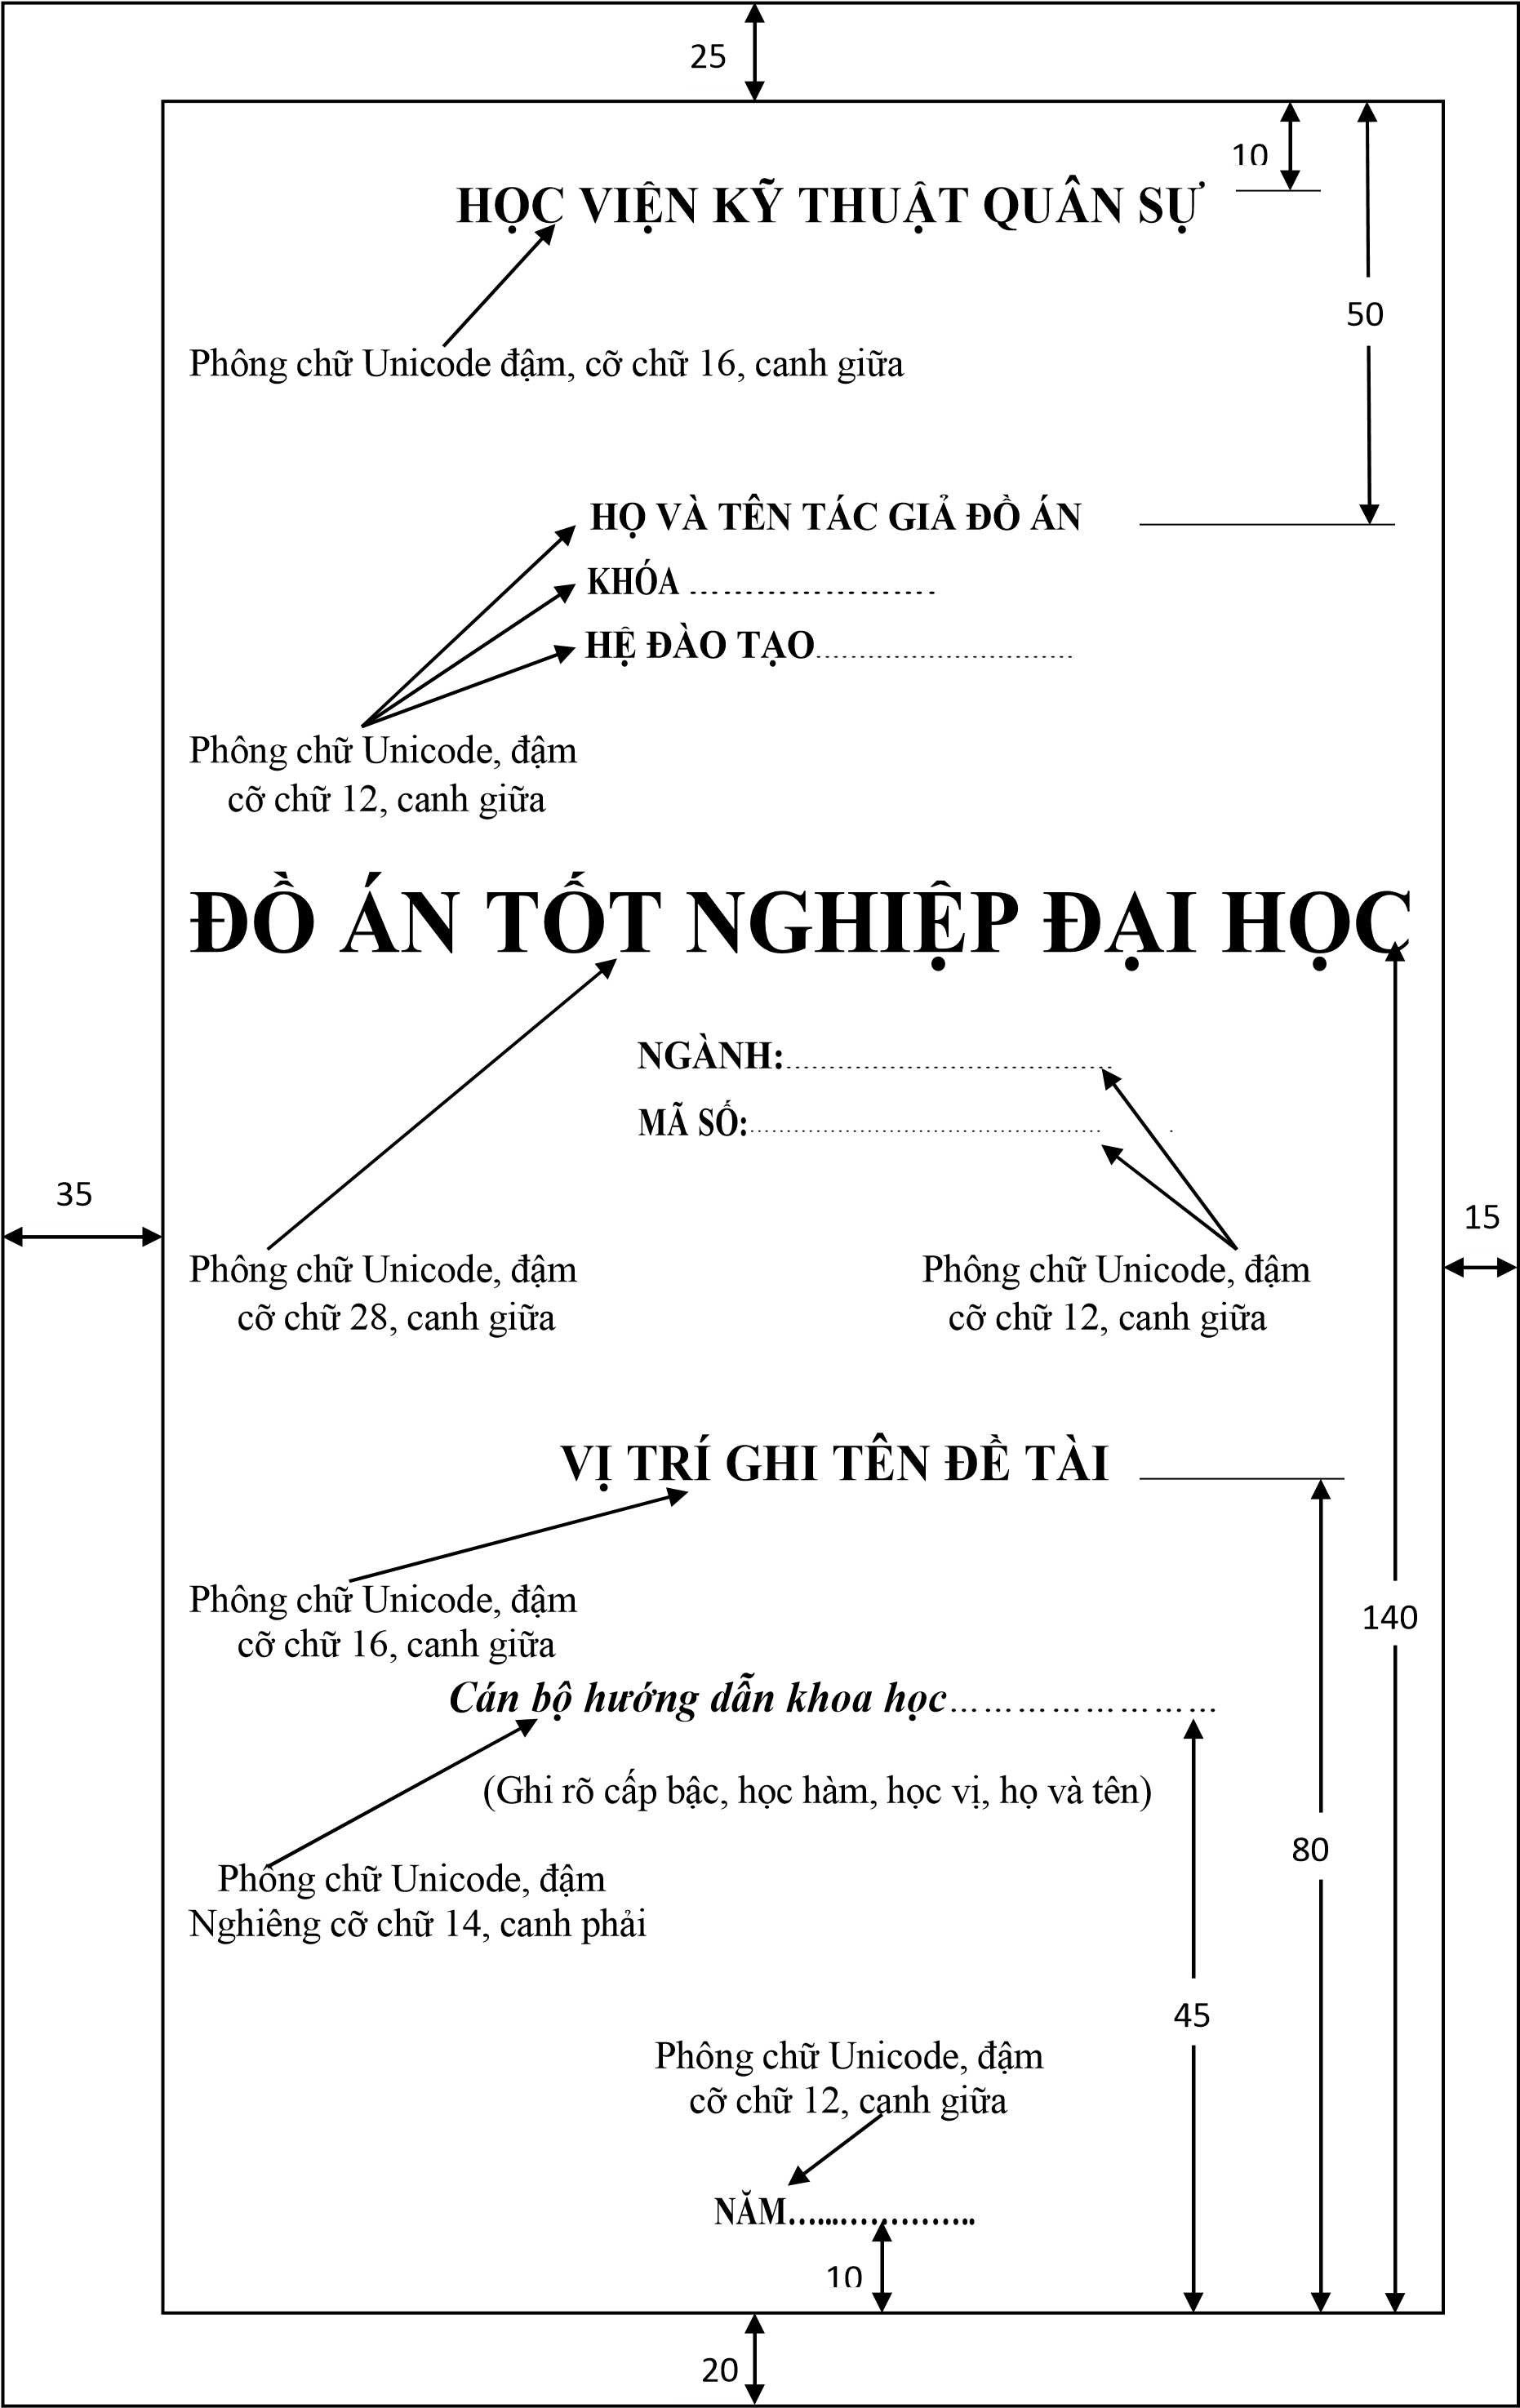 25
10
HỌC VIỆN KỸ THUẬT QUÂN SỰ
50
Phông chữ Unicode đậm, cỡ chữ 16, canh giữa
HỌ VÀ TÊN TÁC GIẢ ĐỒ ÁN
KHÓA ......................
HỆ ĐÀO TẠO..............................
Phông chữ Unicode, đậm
cỡ chữ 12, canh giữa
ĐỒ ÁN TỐT NGHIỆP ĐẠI HỌC
NGÀNH:..........................................
MÃ SỐ:.......................................... .
35
15
Phông chữ Unicode, đậm
cỡ chữ 28, canh giữa
Phông chữ Unicode, đậm
cỡ chữ 12, canh giữa
VỊ TRÍ GHI TÊN ĐỀ TÀI
Phông chữ Unicode, đậm
cỡ chữ 16, canh giữa
140
Cán bộ hướng dẫn khoa học……………………
(Ghi rõ cấp bậc, học hàm, học vị, họ và tên)
80
Phông chữ Unicode, đậm
Nghiêng cỡ chữ 14, canh phải
45
Phông chữ Unicode, đậm
cỡ chữ 12, canh giữa
NĂM…...…………..
10
20